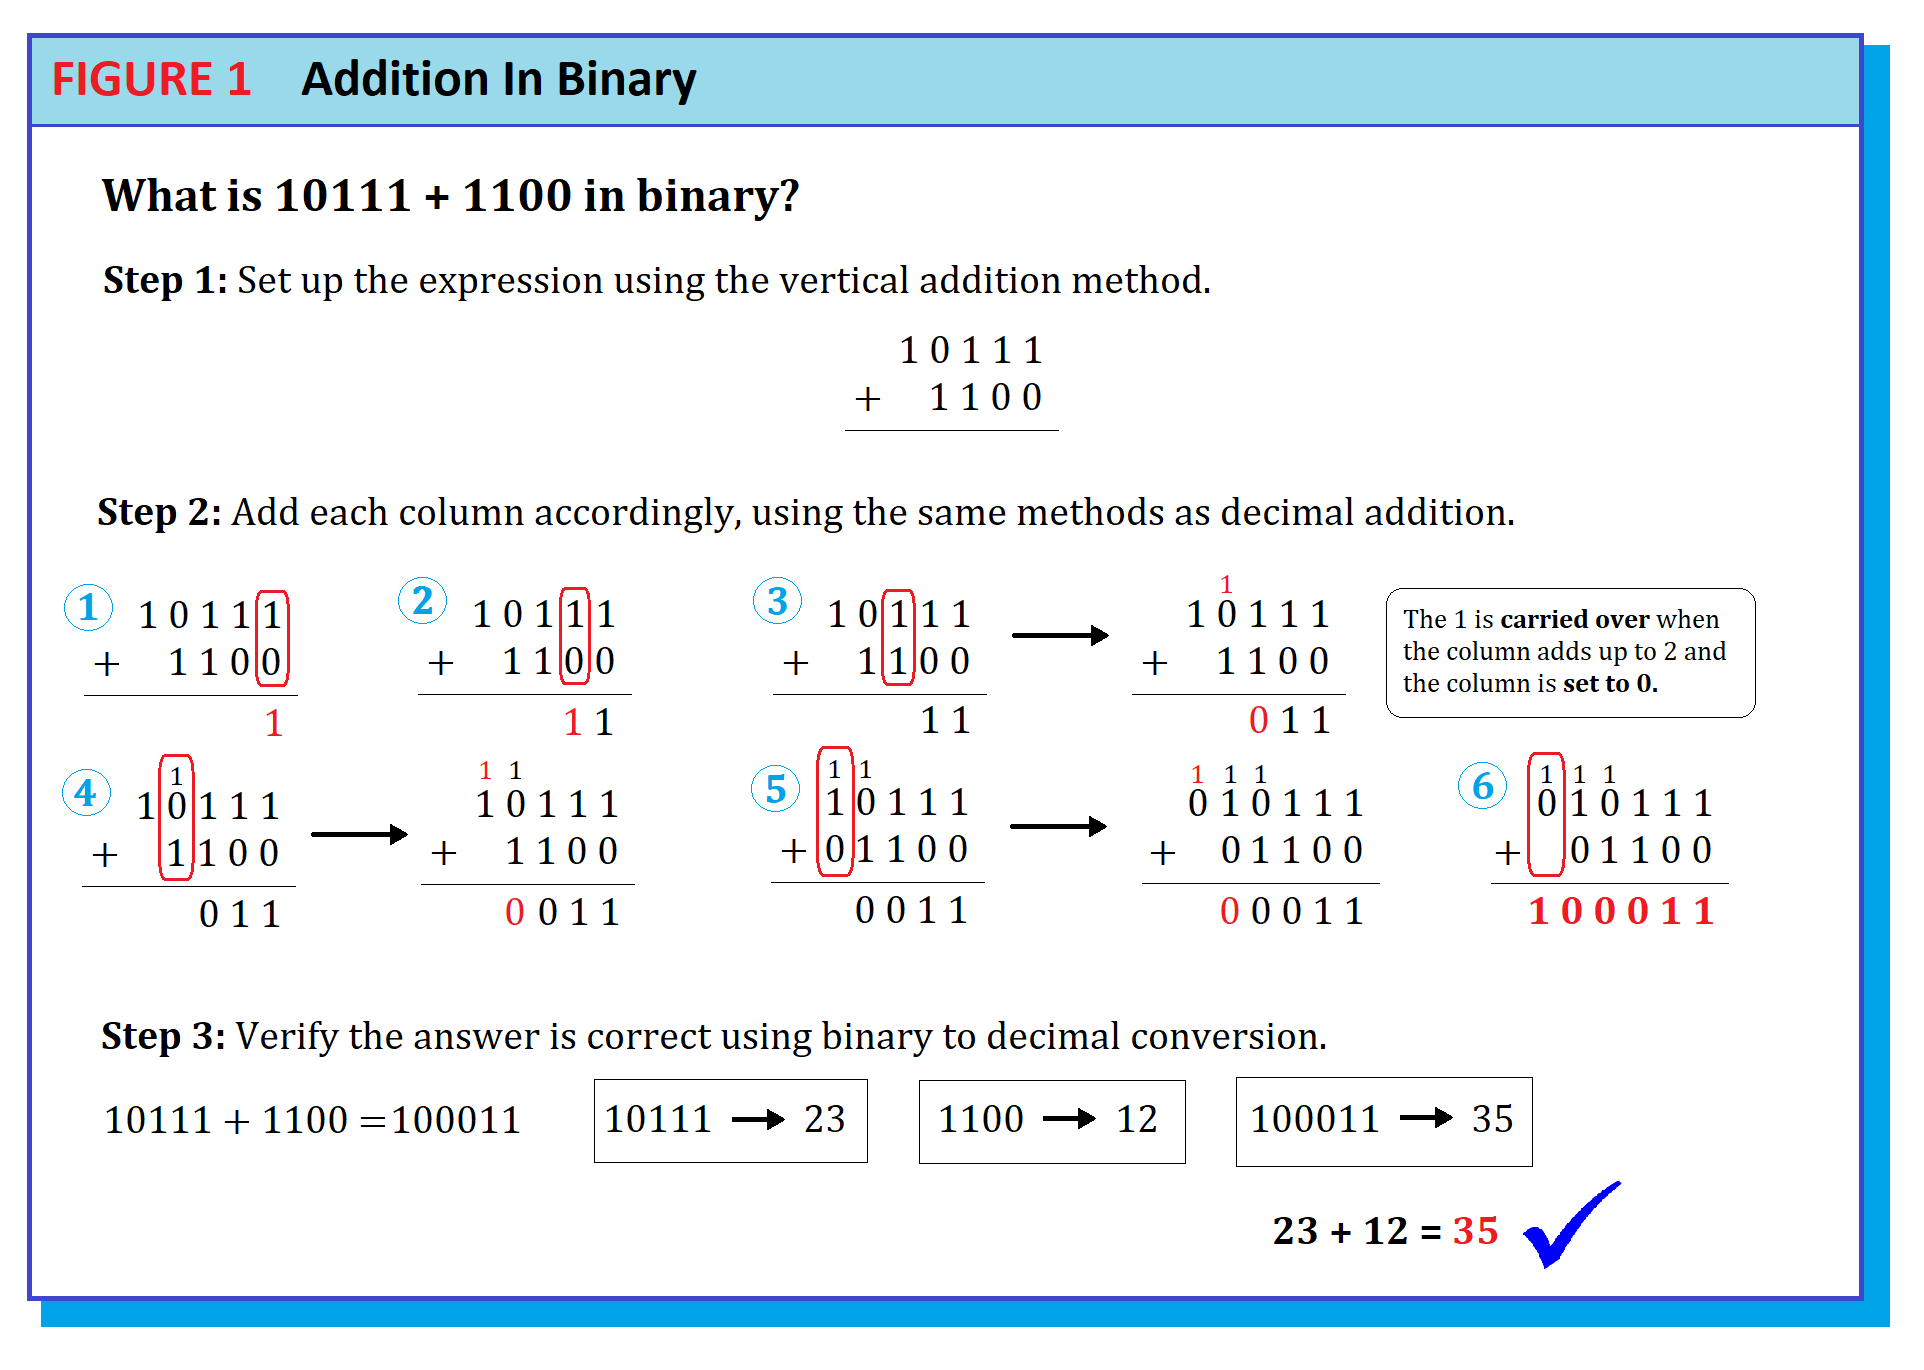 FIGURE 1 Addition In Binary
What is 10111 + 1100 in binary?
Step 1: Set up the expression using the vertical addition method.
1 0 1 1 1
+ 1 1 0 0
Step 2: Add each column accordingly, using the same methods as decimal addition.
1
1 0 1 1 1
+ 1 1 0 0
1
2
1 0 1 1 1
+ 1 1 0 0
1 1
3
1 0 1 1 1
+ 1 1 0 0
1 1
1
1 0 1 1 1
+ 1 1 0 0
0 1 1
The 1 is carried over when
the column adds up to 2 and
the column is set to 0.
4
1
1 0 1 1 1
+ 1 1 0 0
0 1 1
1 1
1 0 1 1 1
+ 1 1 0 0
0 0 1 1
5
1 1
1 0 1 1 1
+ 0 1 1 0 0
0 0 1 1
1 1 1
0 1 0 1 1 1
+ 0 1 1 0 0
0 0 0 1 1
6
1 1 1
0 1 0 1 1 1
+ 0 1 1 0 0
1 0 0 0 1 1
Step 3: Verify the answer is correct using binary to decimal conversion.
10111 + 1100 =100011
10111 → 23
1100 → 12
100011 → 35
23 + 12 = 35